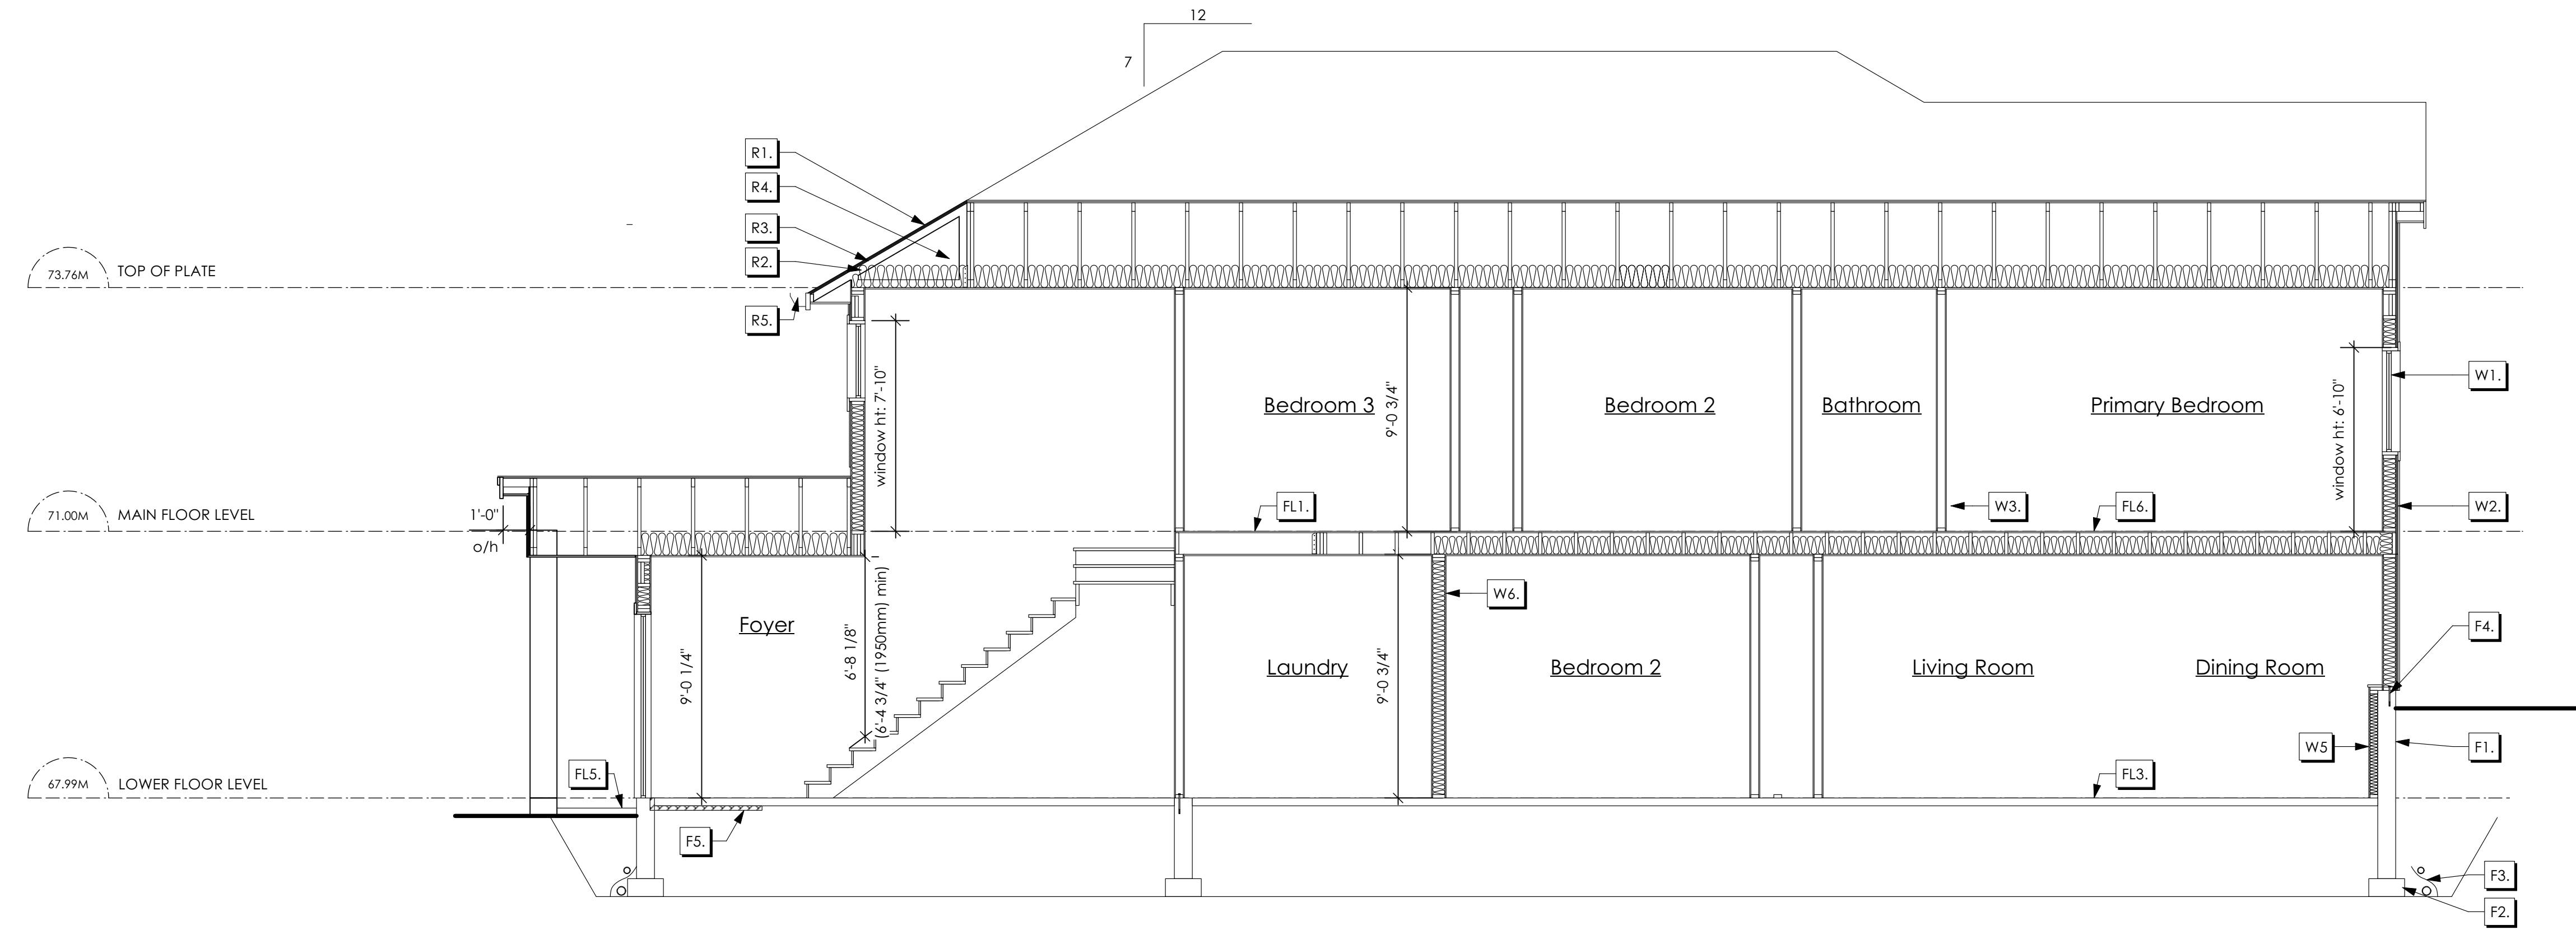 12
7
R1.
R4.
R3.
R2.
R5.
73.76M TOP OF PLATE
window ht: 7'-10"
Bedroom 3
9'-0 3/4"
Bedroom 2
Bathroom
Primary Bedroom
window ht: 6'-10"
W1.
71.00M MAIN FLOOR LEVEL
1'-0"
o/h
FL1.
W3.
FL6.
W2.
W6.
Foyer
9'-0 1/4"
6'-8 1/8"
(6'-4 3/4" (1950mm) min)
Laundry
9'-0 3/4"
Bedroom 2
Living Room
Dining Room
F4.
W5
F1.
67.99M LOWER FLOOR LEVEL
FL5.
FL3.
F5.
F3.
F2.